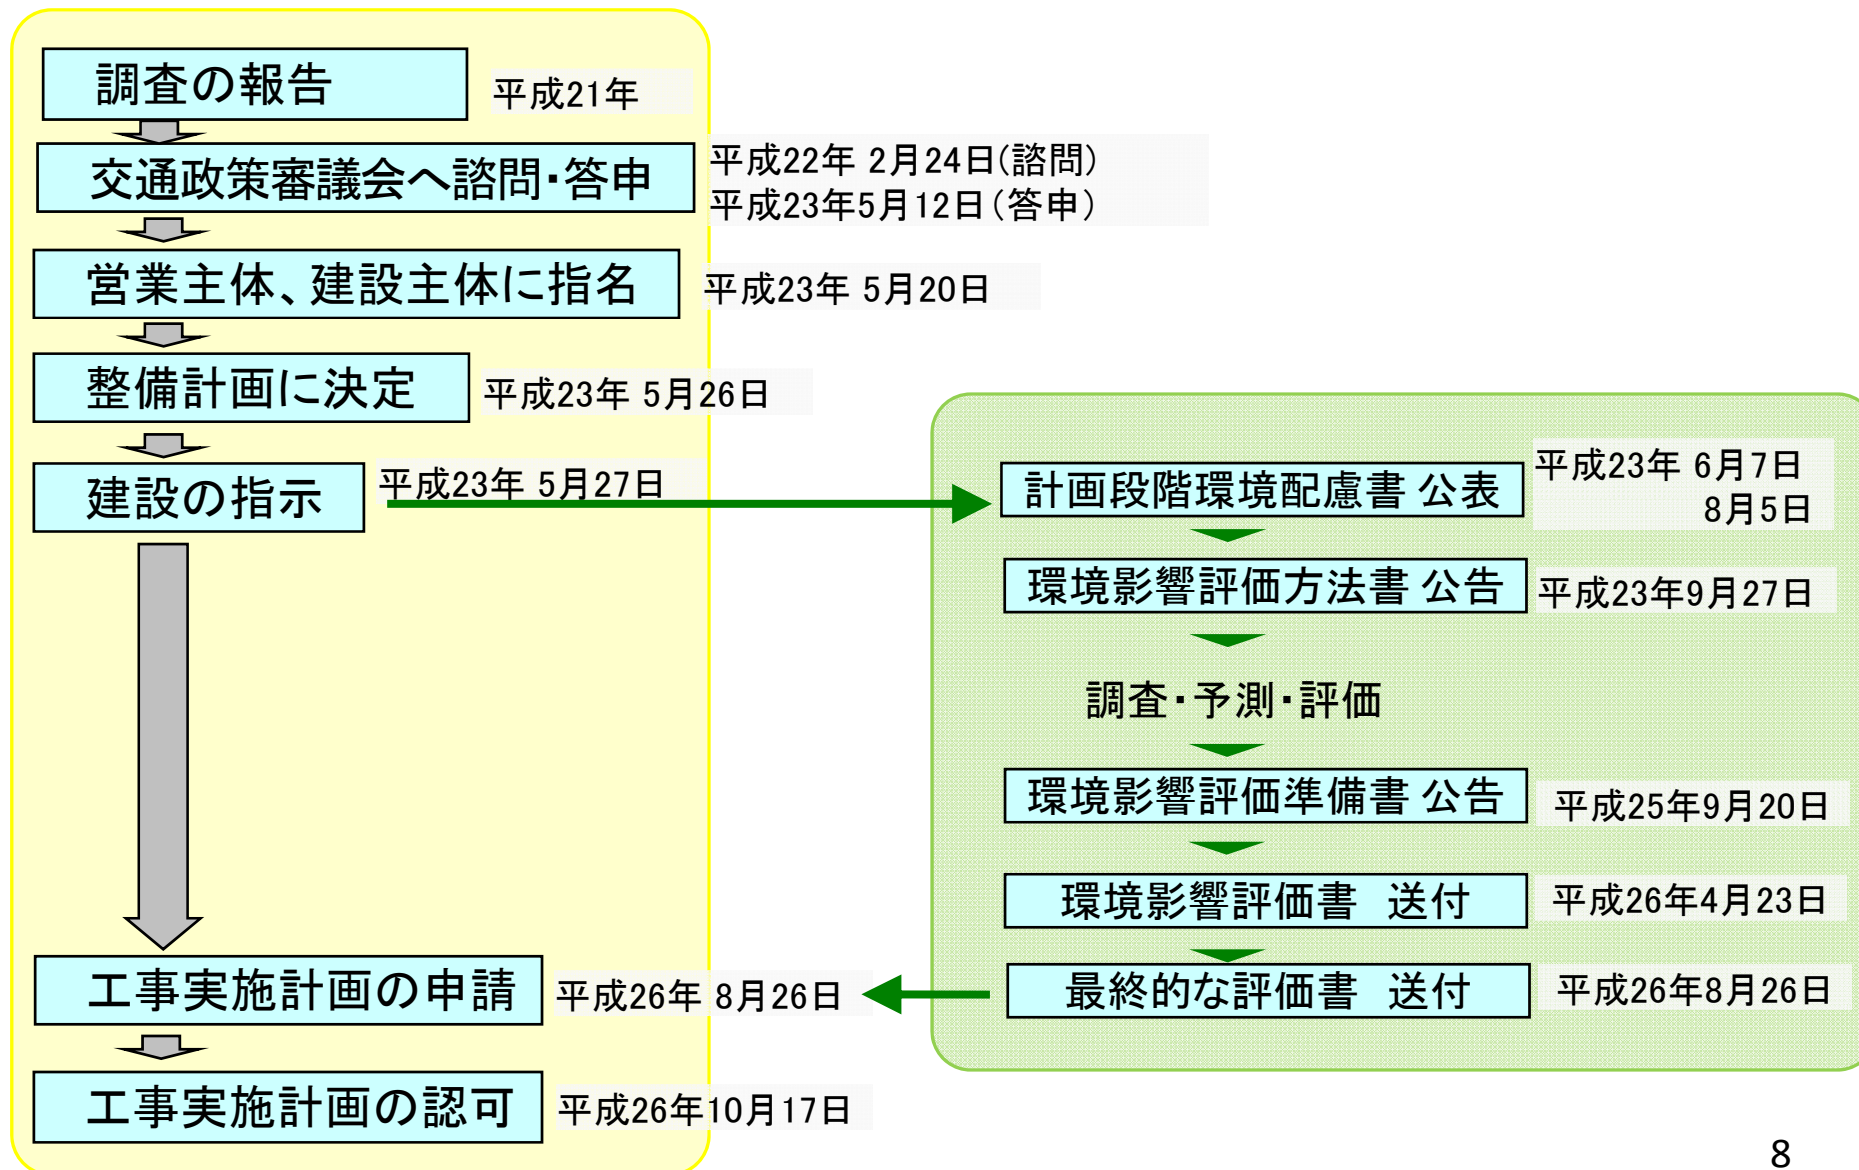 調査の報告
平成21年
交通政策審議会へ諮問・答申
平成22年 2月24日(諮問)
平成23年5月12日(答申)
営業主体、建設主体に指名
平成23年 5月20日
整備計画に決定
平成23年 5月26日
建設の指示
平成23年 5月27日
計画段階環境配慮書 公表
平成23年 6月7日
8月5日
環境影響評価方法書 公告
平成23年9月27日
調査・予測・評価
環境影響評価準備書 公告
平成25年9月20日
環境影響評価書 送付
平成26年4月23日
最終的な評価書 送付
平成26年8月26日
工事実施計画の申請
平成26年 8月26日
工事実施計画の認可
平成26年10月17日
8